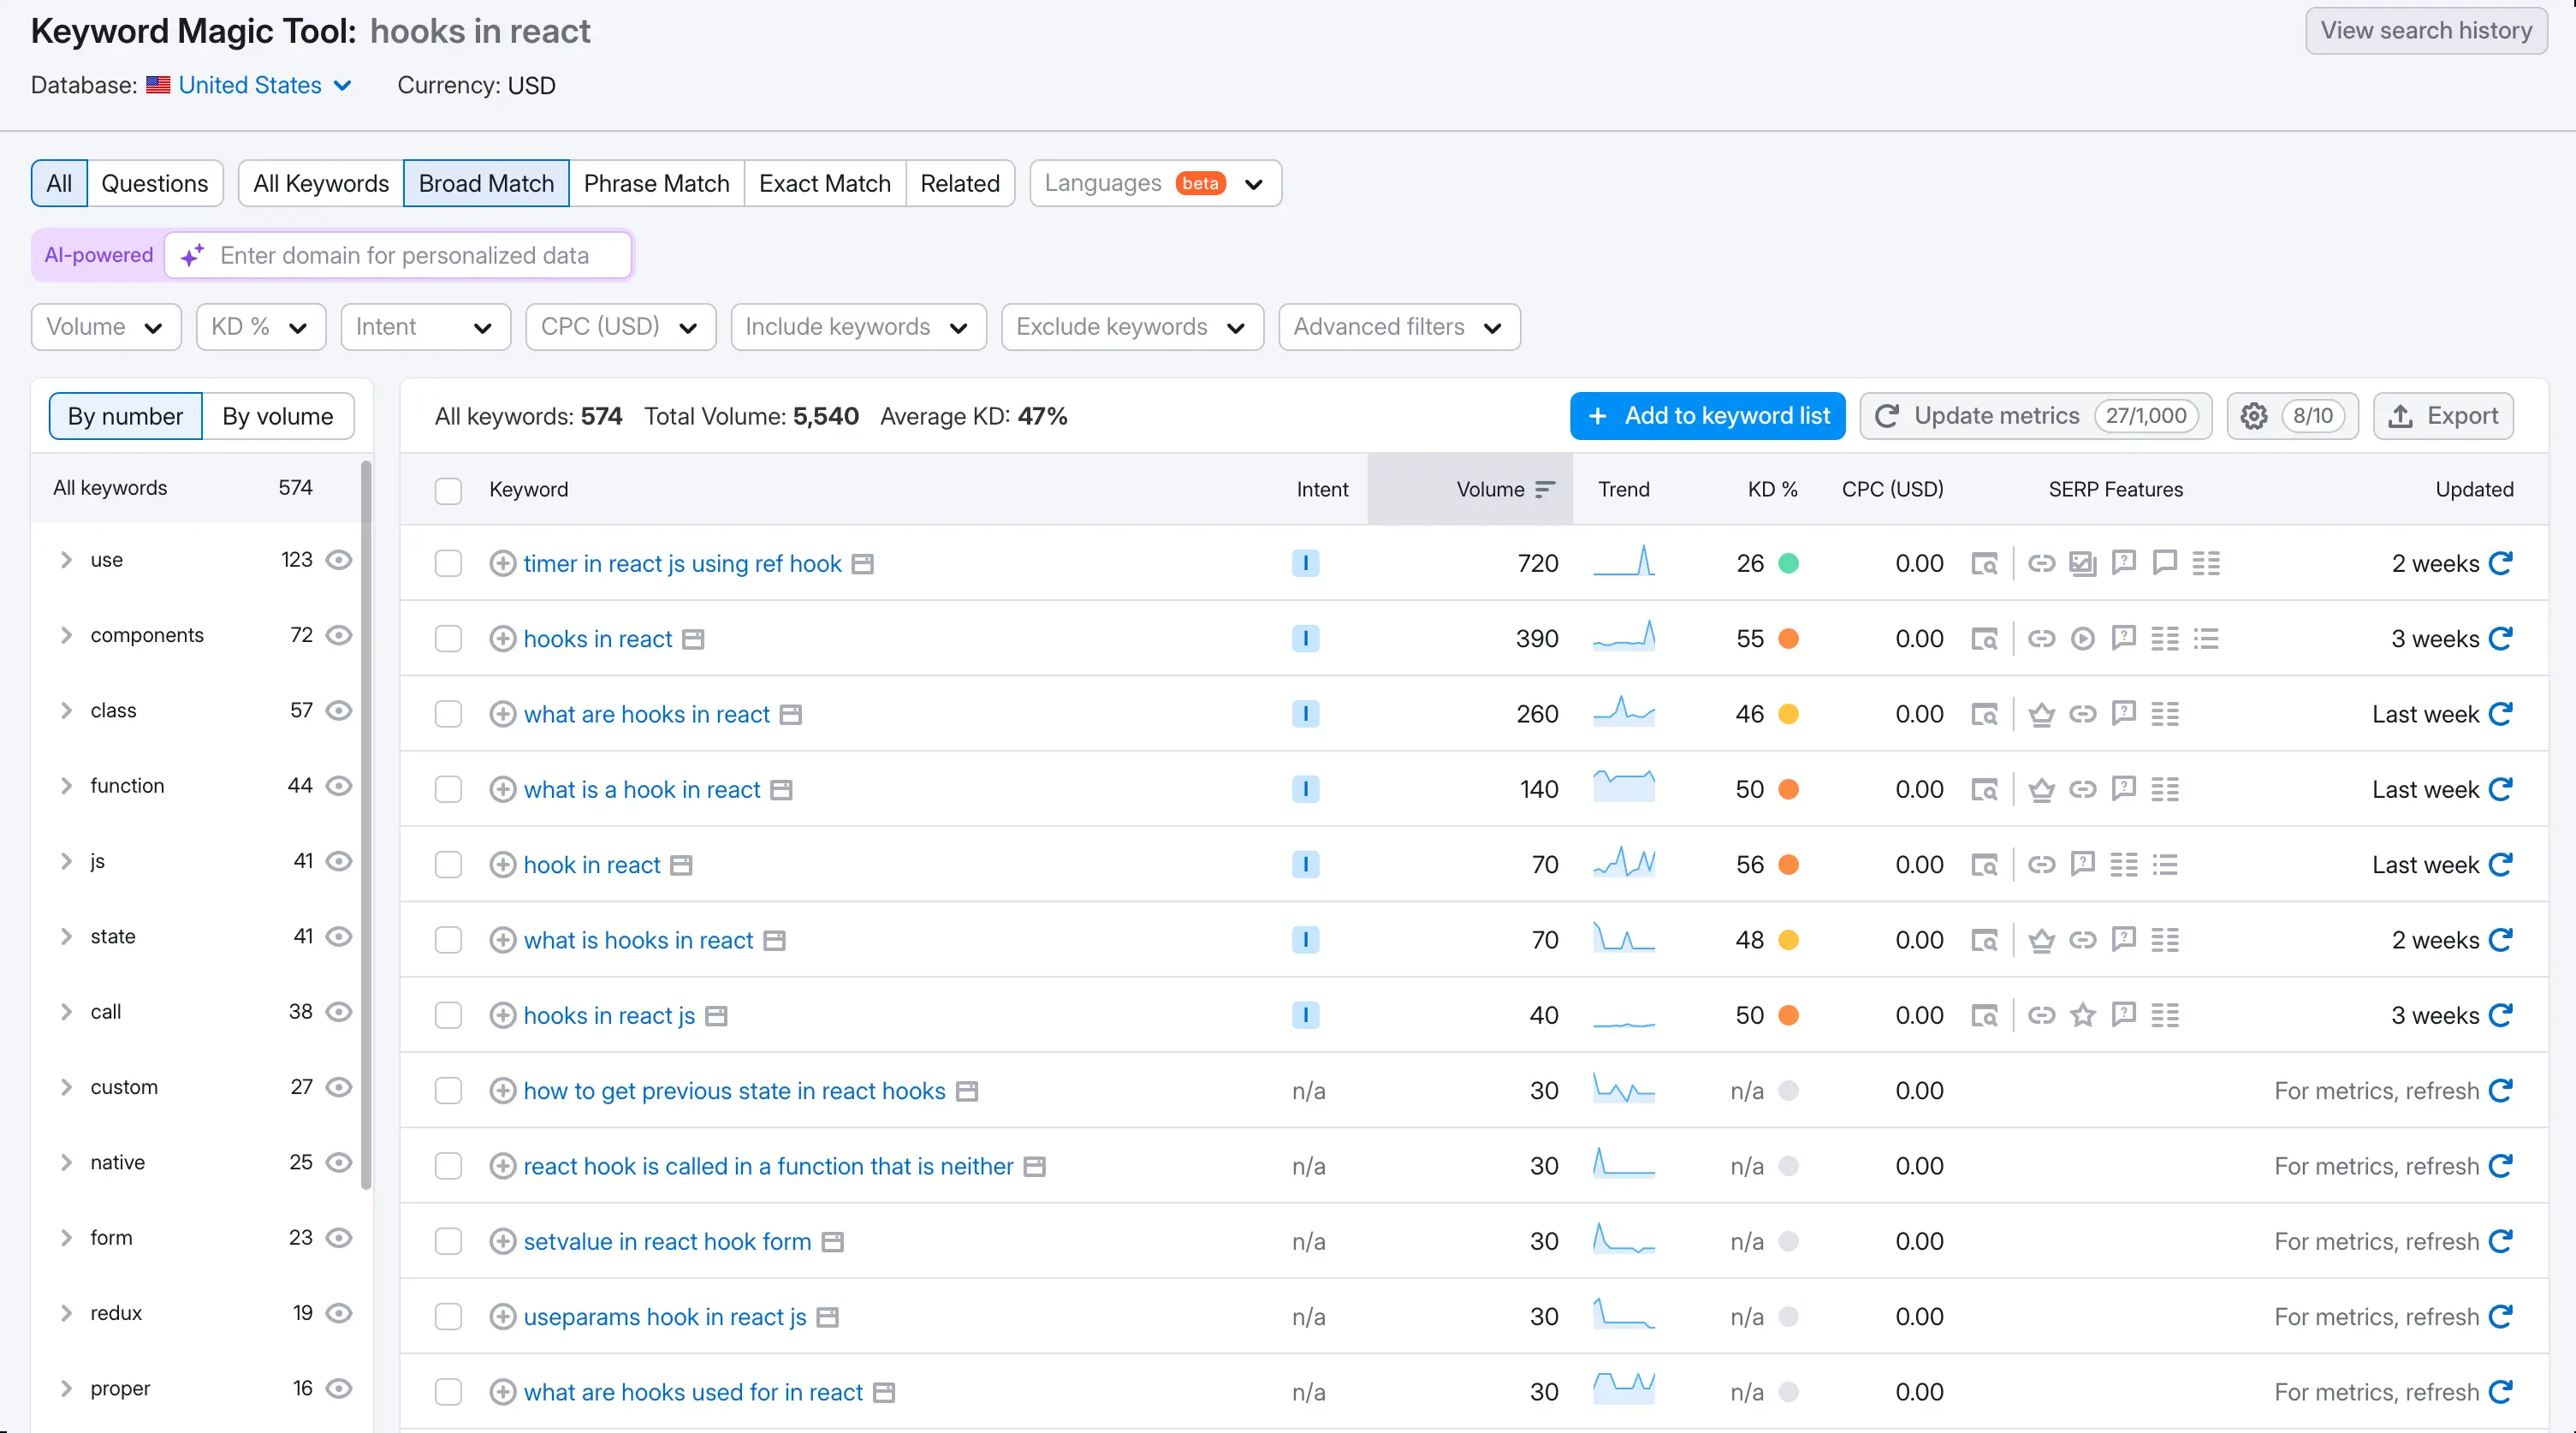 Keyword Magic Tool: hooks in react
View search history
Database: United States
Currency: USD
All
Questions
All Keywords
Broad Match
Phrase Match
Exact Match
Related
Languages beta
AI-powered
Enter domain for personalized data
Volume
KD %
Intent
CPC (USD)
Include keywords
Exclude keywords
Advanced filters
By number
By volume
All keywords 574
use 123
components 72
class 57
function 44
js 41
state 41
call 38
custom 27
native 25
form 23
redux 19
proper 16
All keywords: 574 Total Volume: 5,540 Average KD: 47%
+ Add to keyword list
Update metrics 27/1,000
8/10
Export
Keyword Intent Volume Trend KD % CPC (USD) SERP Features Updated
timer in react js using ref hook I 720 26 0.00 2 weeks
hooks in react I 390 55 0.00 3 weeks
what are hooks in react I 260 46 0.00 Last week
what is a hook in react I 140 50 0.00 Last week
hook in react I 70 56 0.00 Last week
what is hooks in react I 70 48 0.00 2 weeks
hooks in react js I 40 50 0.00 3 weeks
how to get previous state in react hooks n/a 30 n/a 0.00 For metrics, refresh
react hook is called in a function that is neither n/a 30 n/a 0.00 For metrics, refresh
setvalue in react hook form n/a 30 n/a 0.00 For metrics, refresh
useparams hook in react js n/a 30 n/a 0.00 For metrics, refresh
what are hooks used for in react n/a 30 n/a 0.00 For metrics, refresh